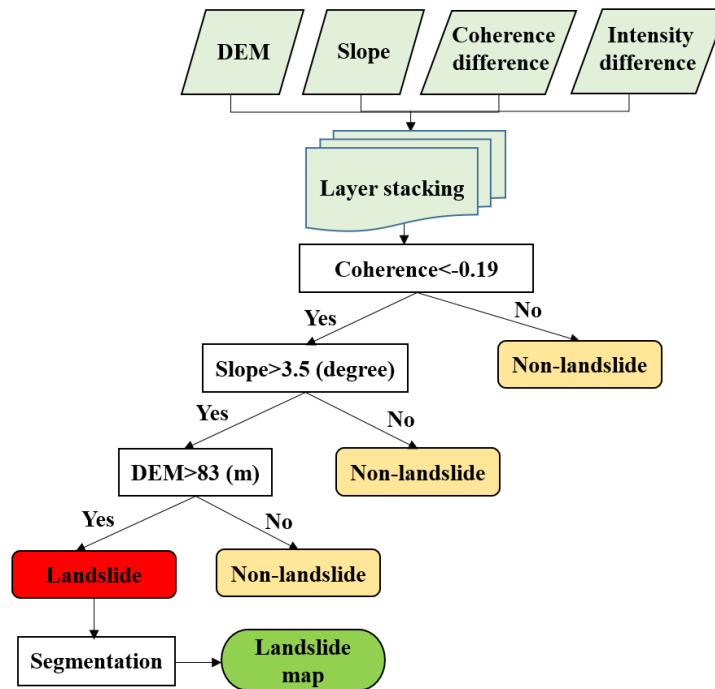 DEM
Slope
Coherence
difference
Intensity
difference
Layer stacking
Coherence<-0.19
Yes
No
Slope>3.5 (degree)
Non-landslide
Yes
No
DEM>83 (m)
Non-landslide
Yes
No
Landslide
Non-landslide
Segmentation
Landslide
map